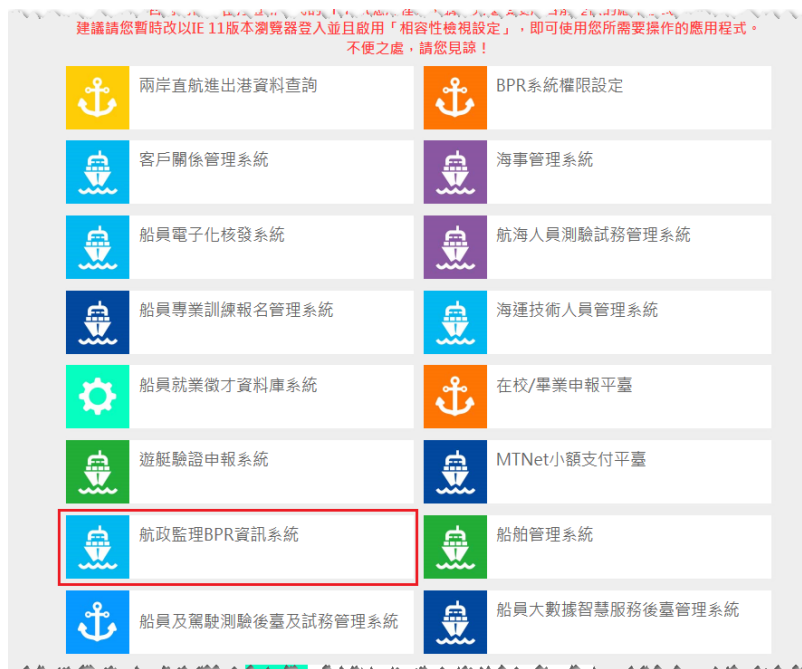 建議請您暫時改以IE 11版本瀏覽器登入並且啟用「相容性檢視設定」，即可使用您所需要操作的應用程式。
不便之處，請您見諒！
兩岸直航進出港資料查詢
BPR系統權限設定
客戶關係管理系統
海事管理系統
船員電子化核發系統
航海人員測驗試務管理系統
船員專業訓練報名管理系統
海運技術人員管理系統
船員就業徵才資料庫系統
在校/畢業申報平臺
遊艇驗證申報系統
MTNet小額支付平臺
航政監理BPR資訊系統
船舶管理系統
船員及駕駛測驗後臺及試務管理系統
船員大數據智慧服務後臺管理系統